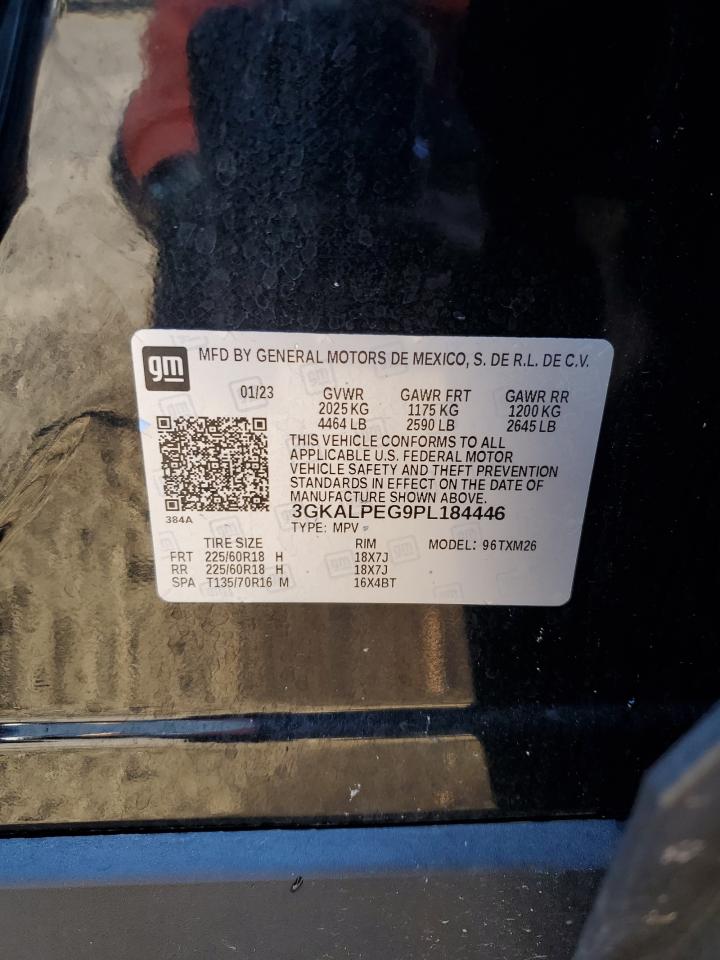 gm MFD BY GENERAL MOTORS DE MEXICO, S. DE R.L. DE C.V.
01/23 GVWR GAWR FRT GAWR RR
2025 KG 1175 KG 1200 KG
4464 LB 2590 LB 2645 LB
THIS VEHICLE CONFORMS TO ALL
APPLICABLE U.S. FEDERAL MOTOR
VEHICLE SAFETY AND THEFT PREVENTION
STANDARDS IN EFFECT ON THE DATE OF
MANUFACTURE SHOWN ABOVE.
384A 3GKALPEG9PL184446
TYPE: MPV
TIRE SIZE RIM MODEL: 96TXM26
FRT 225/60R18 H 18X7J
RR 225/60R18 H 18X7J
SPA T135/70R16 M 16X4BT